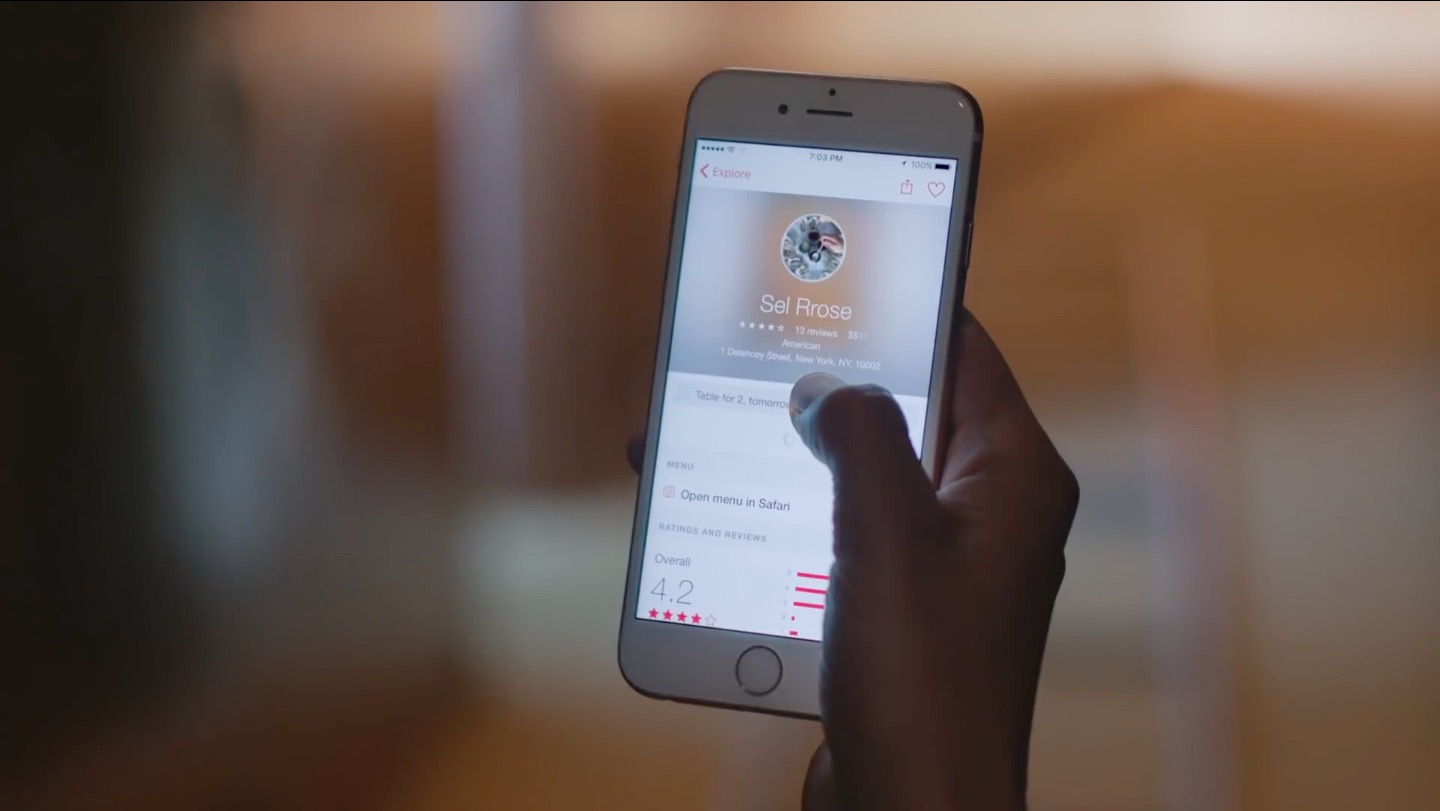 7:03 PM
100%
Explore
Sel Rrose
13 reviews $$
American
1 Delancey Street, New York, NY, 10002
Table for 2, tomorrow
MENU
Open menu in Safari
RATINGS AND REVIEWS
Overall
4.2